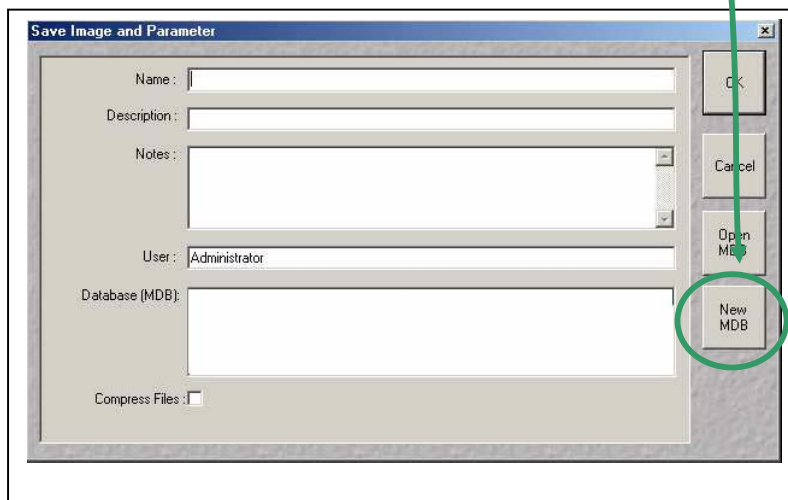 Save Image and Parameter
Name :
OK
Description :
Notes :
Cancel
Open
MDB
User : Administrator
Database (MDB):
New
MDB
Compress Files :